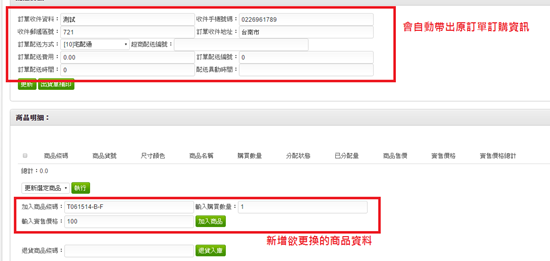 訂單收件資料： 測試 收件手機號碼： 0226961789
收件郵遞區號： 721 訂單收件地址： 台南市
訂單配送方式： [10]宅配通 超商配送編號：
訂單配送費用： 0.00 訂單配送編號： 0
訂單配送時間： 0 配送異動時間：
更新 出貨單補印
會自動帶出原訂單訂購資訊
商品明細：
商品編碼 商品貨號 尺寸顏色 商品名稱 購買數量 分配狀態 已分配量 商品售價 實售價格 實售價格總計
總計：0.0
更新選定商品 執行
加入商品編碼： T061514-B-F 輸入購買數量： 1
輸入實售價格： 100 加入商品
新增欲更換的商品資料
退貨商品編碼： 退貨入庫